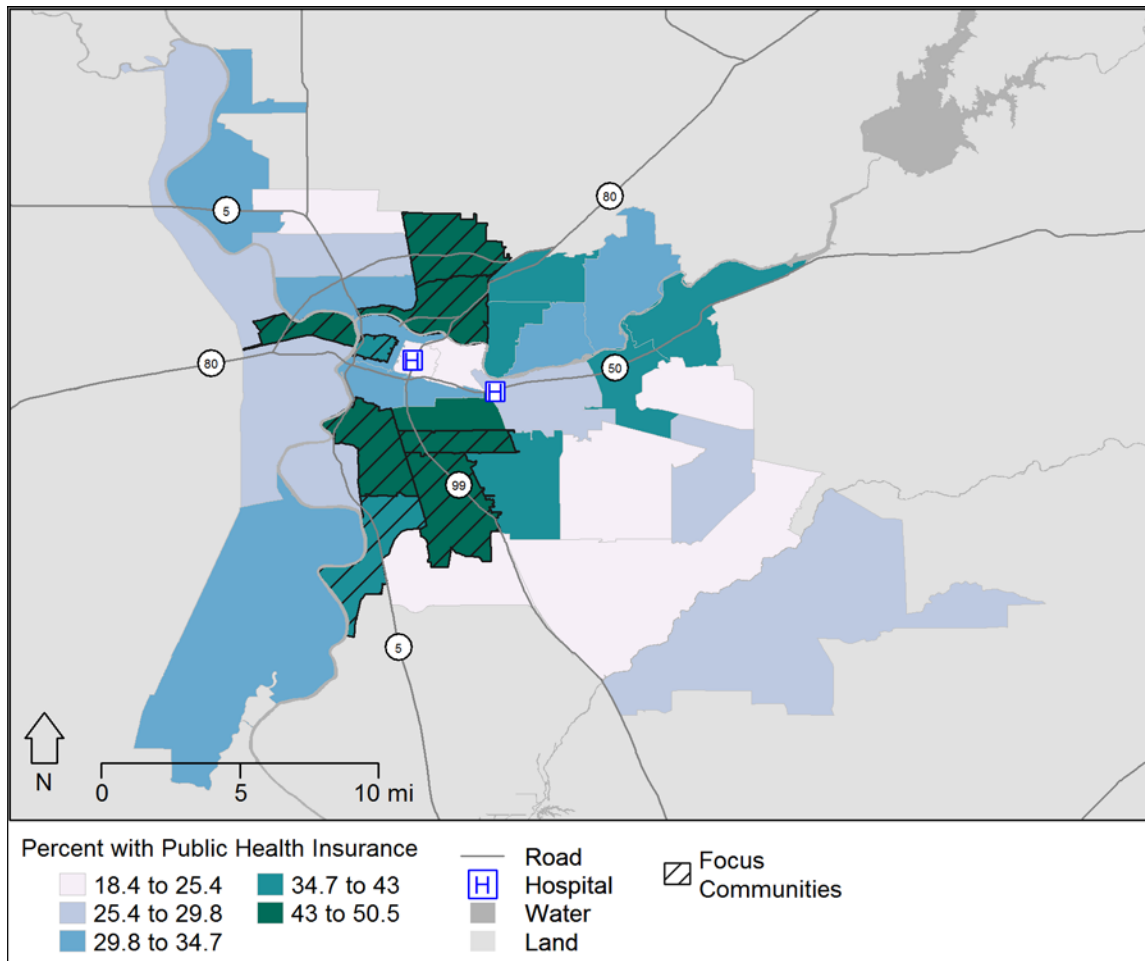 80
5
80
50
99
5
N
0 5 10 mi
Percent with Public Health Insurance
18.4 to 25.4
25.4 to 29.8
29.8 to 34.7
34.7 to 43
43 to 50.5
Road
H Hospital
Water
Land
Focus
Communities
H
H